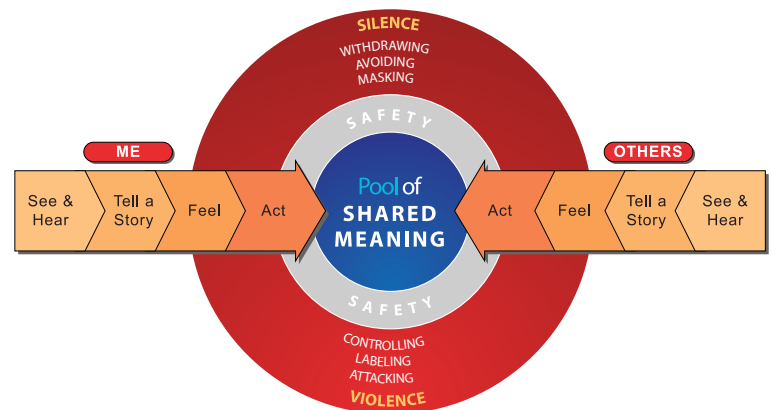 SILENCE
WITHDRAWING
AVOIDING
MASKING
SAFETY
ME
See &
Hear
Tell a
Story
Feel
Act
Pool of
SHARED
MEANING
OTHERS
Act
Feel
Tell a
Story
See &
Hear
SAFETY
CONTROLLING
LABELING
ATTACKING
VIOLENCE